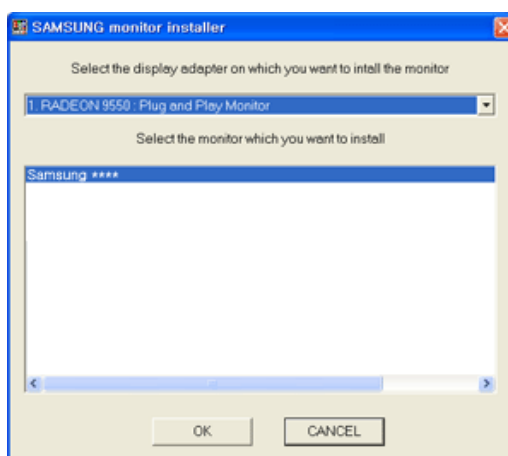 SAMSUNG monitor installer
Select the display adapter on which you want to intall the monitor
1. RADEON 9550 : Plug and Play Monitor
Select the monitor which you want to install
Samsung ****
OK
CANCEL